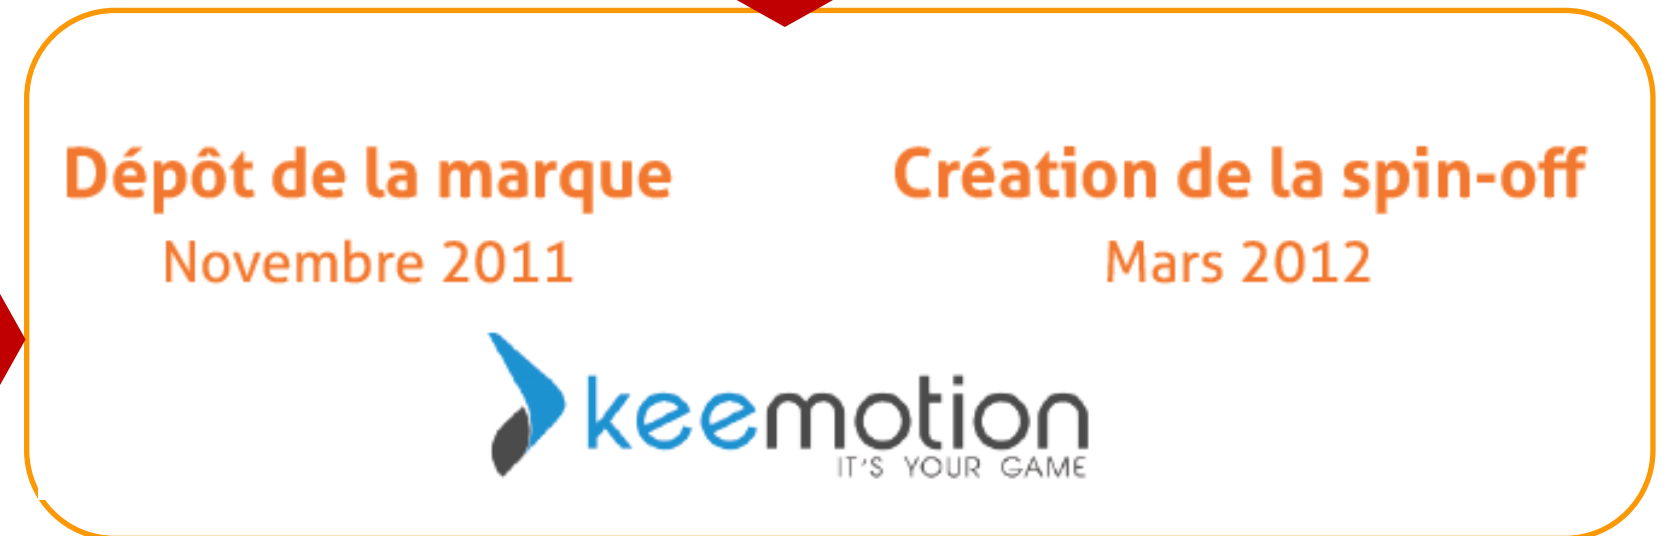 Dépôt de la marque
Novembre 2011
Création de la spin-off
Mars 2012
keemotion
IT'S YOUR GAME